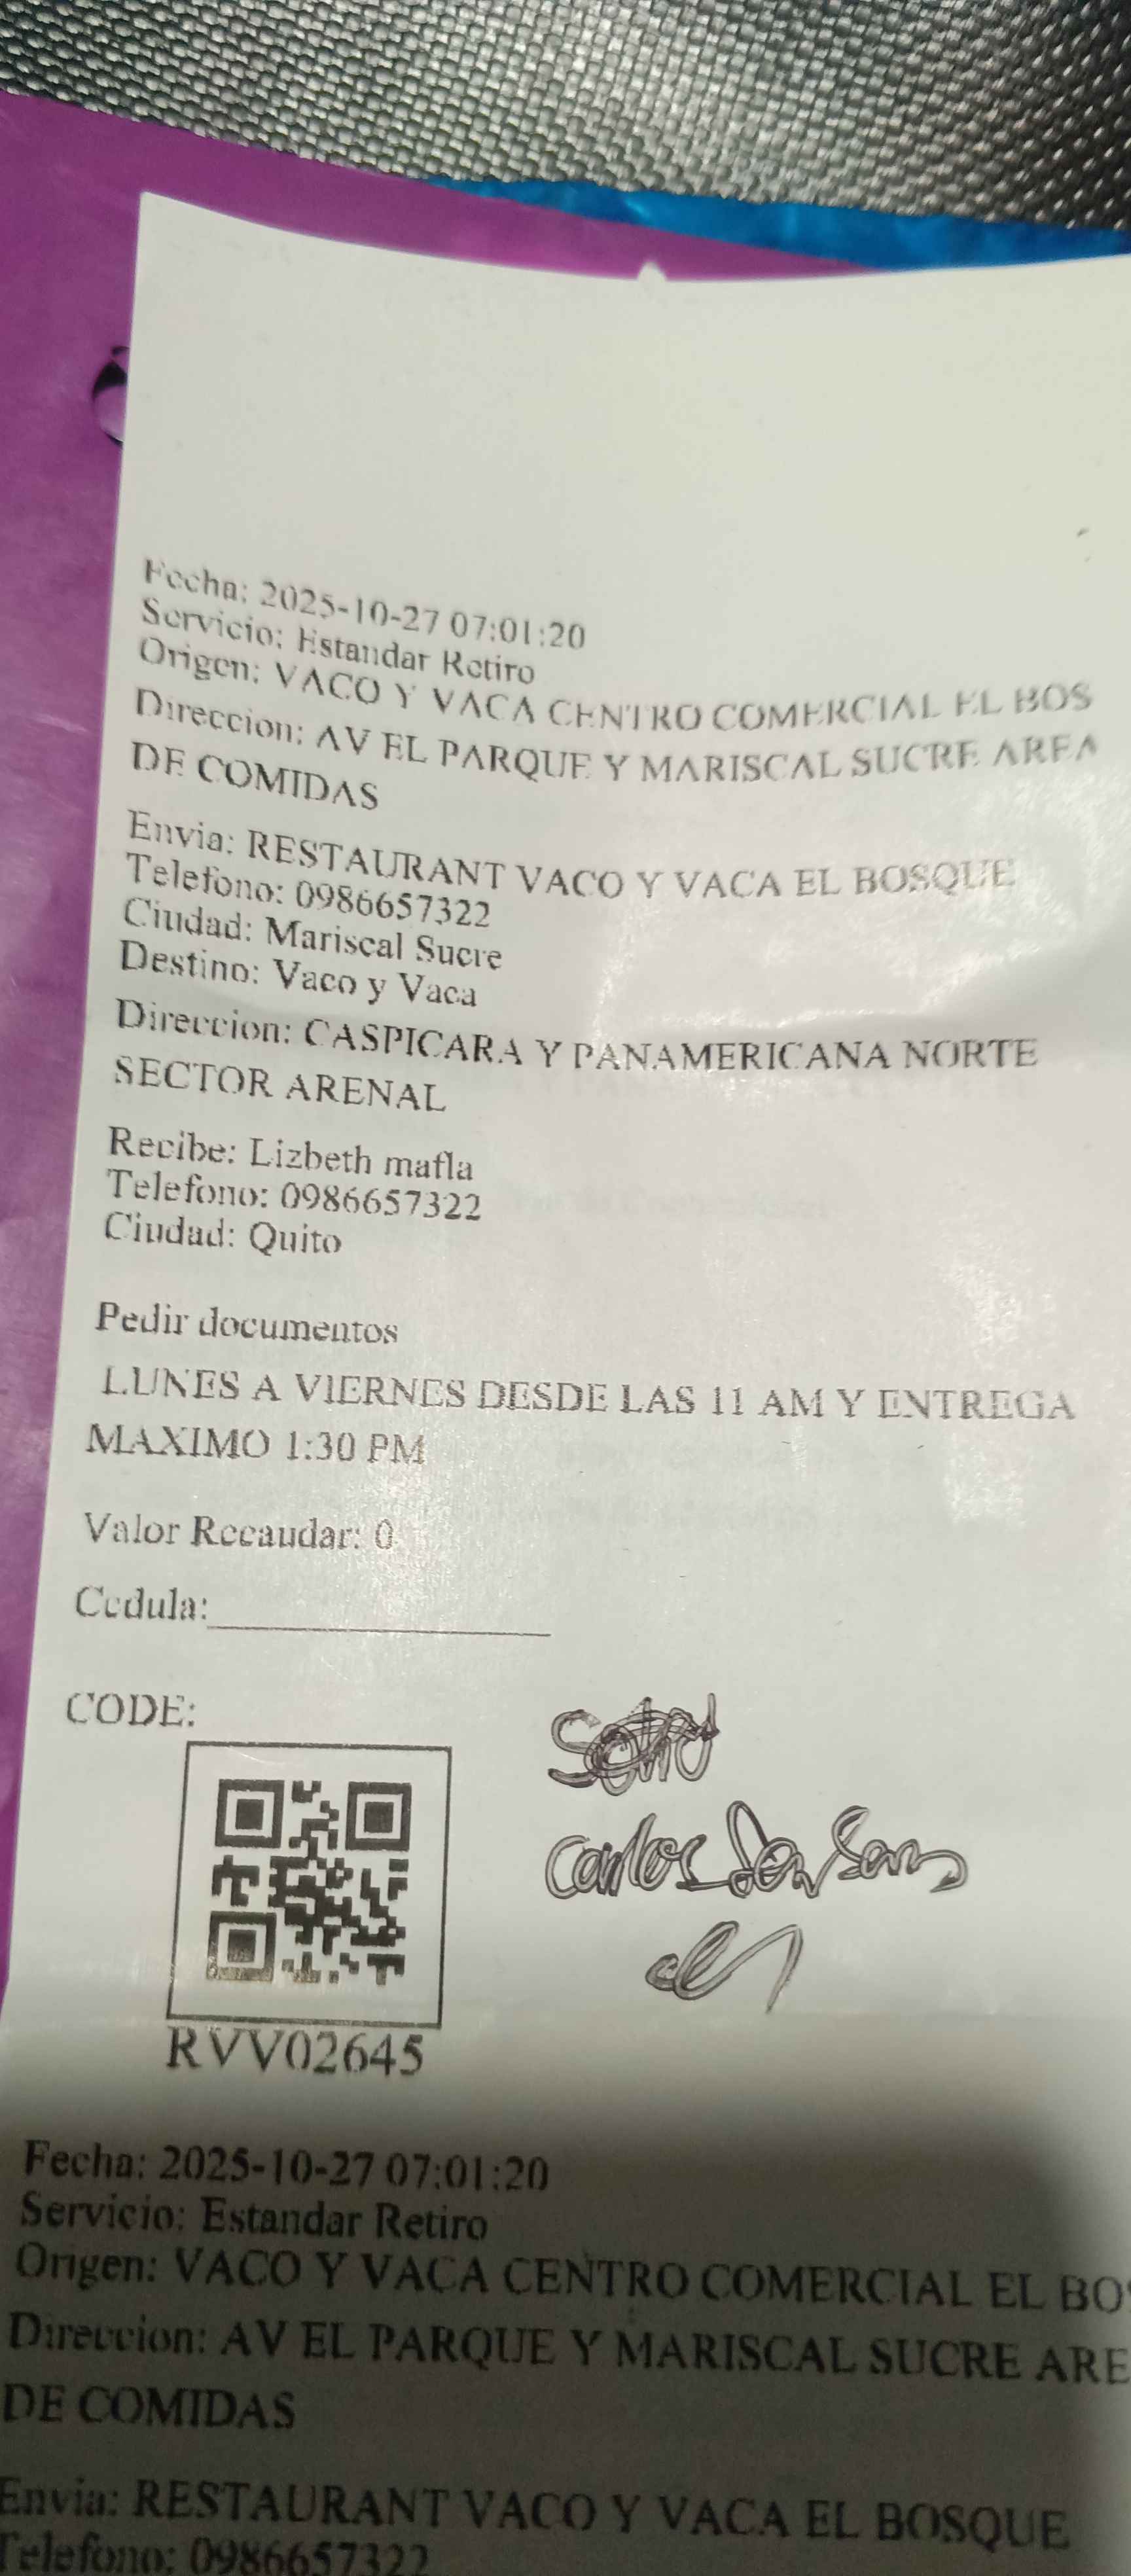 Fecha: 2025-10-27 07:01:20
Servicio: Estandar Retiro
Origen: VACO Y VACA CENTRO COMERCIAL EL BOS
Direccion: AV EL PARQUE Y MARISCAL SUCRE AREA
DE COMIDAS
Envia: RESTAURANT VACO Y VACA EL BOSQUE
Telefono: 0986657322
Ciudad: Mariscal Sucre
Destino: Vaco y Vaca
Direccion: CASPICARA Y PANAMERICANA NORTE
SECTOR ARENAL
Recibe: Lizbeth mafla
Telefono: 0986657322
Ciudad: Quito
Pedir documentos
LUNES A VIERNES DESDE LAS 11 AM Y ENTREGA
MAXIMO 1:30 PM
Valor Recaudar: 0
Cedula:
CODE:
Carlos
RVV02645
Fecha: 2025-10-27 07:01:20
Servicio: Estandar Retiro
Origen: VACO Y VACA CENTRO COMERCIAL EL BOS
Direccion: AV EL PARQUE Y MARISCAL SUCRE ARE
DE COMIDAS
Envia: RESTAURANT VACO Y VACA EL BOSQUE
Telefono: 0986657322